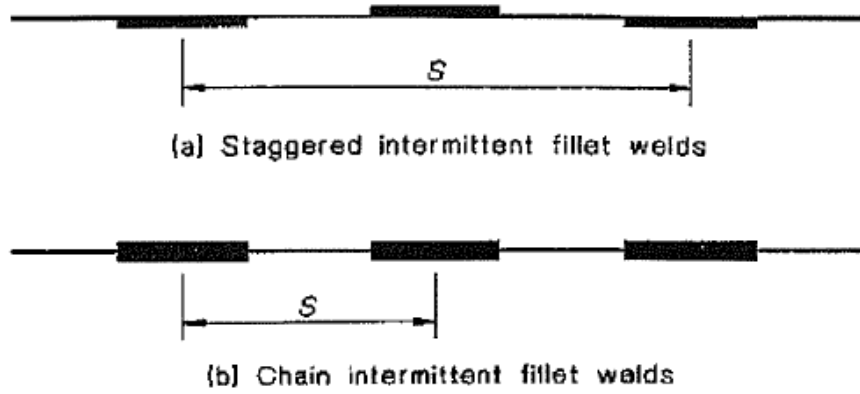 S
(a) Staggered intermittent fillet welds
S
(b) Chain intermittent fillet welds